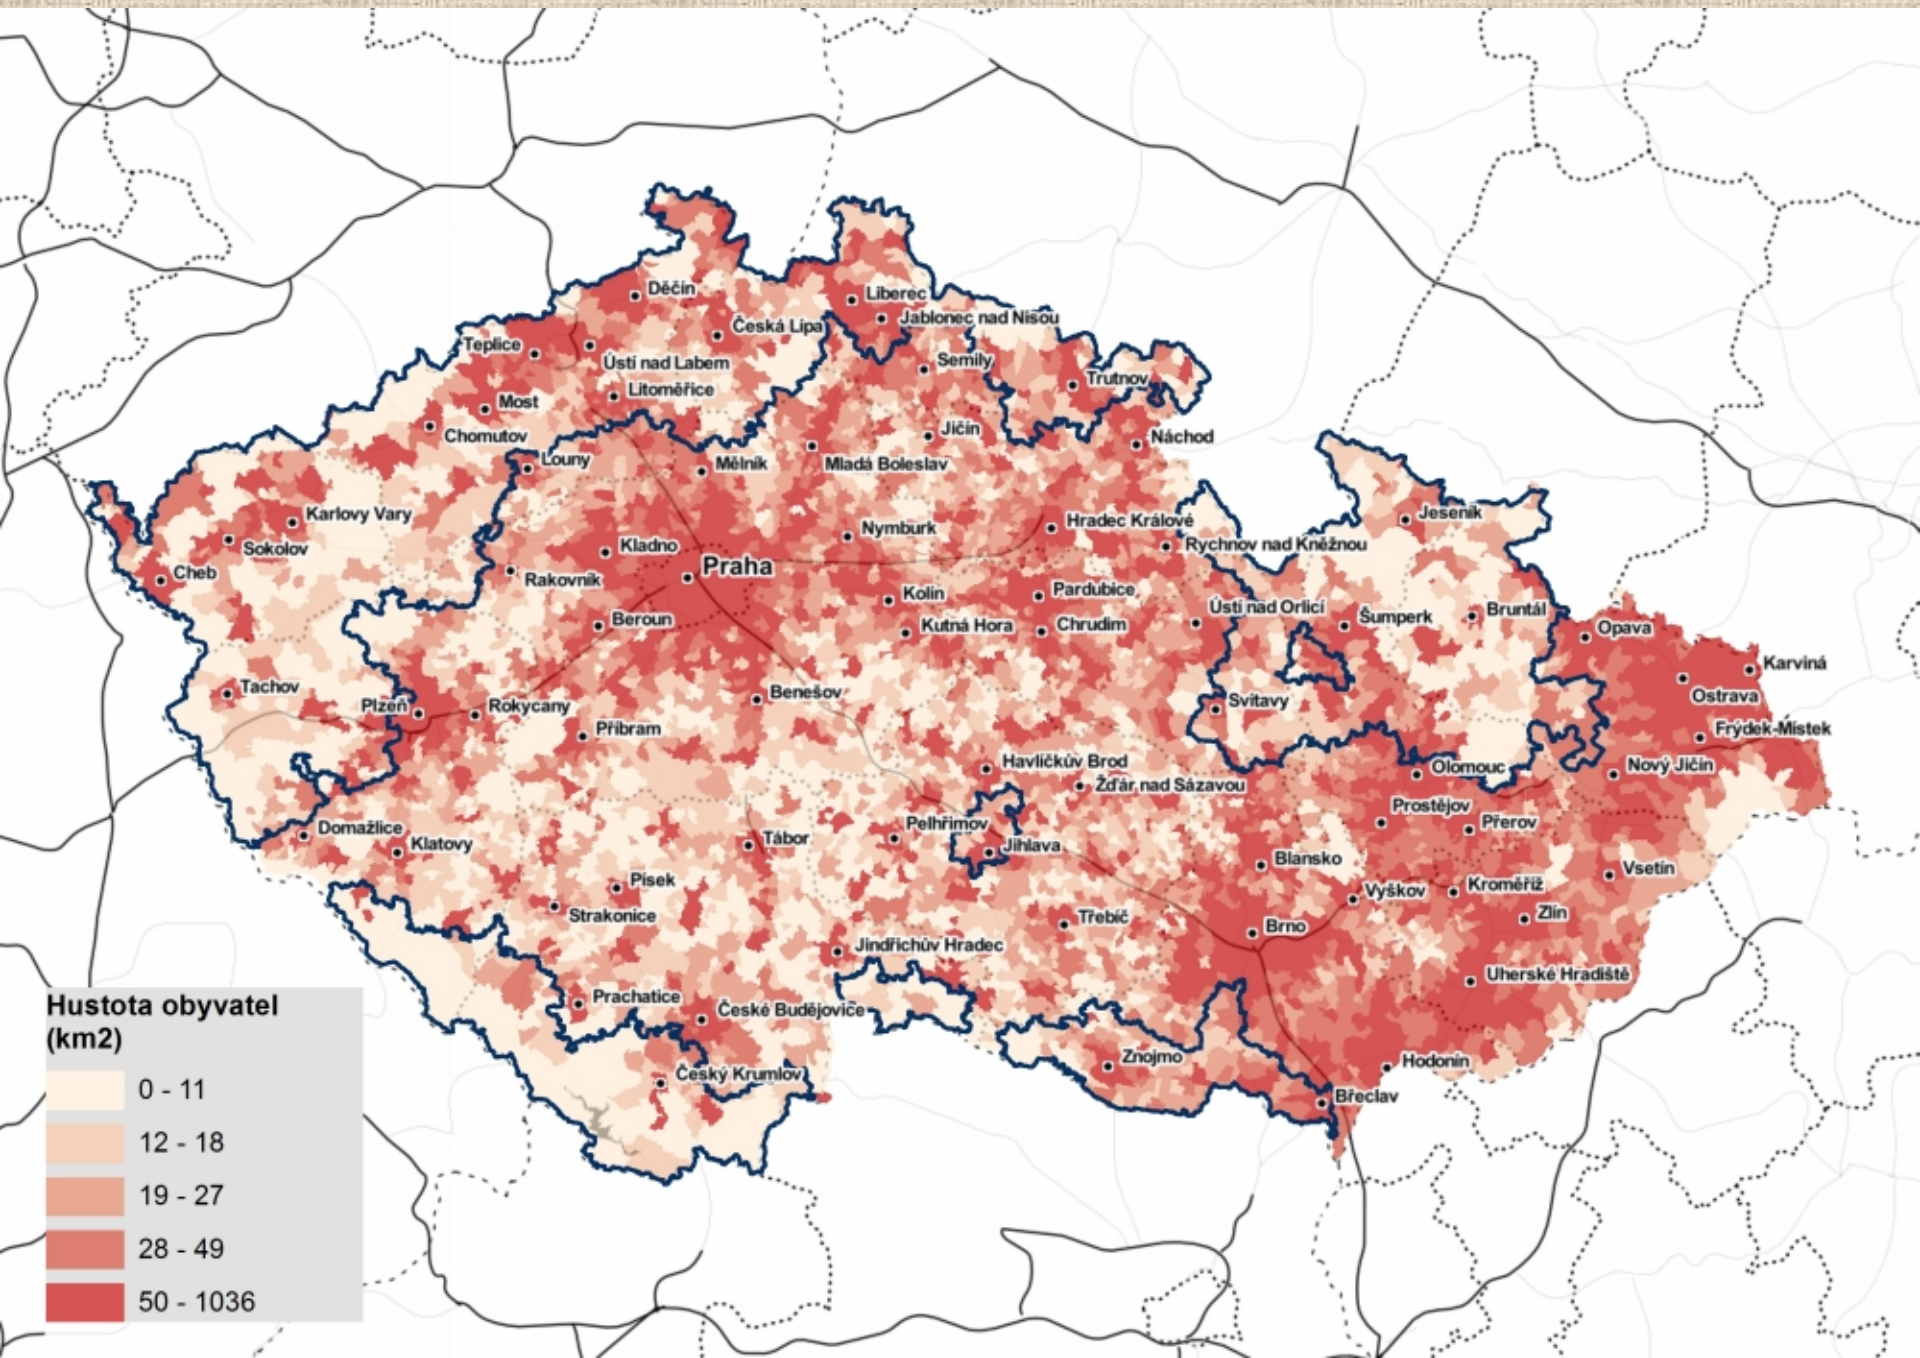 Děčín
Liberec
Jablonec nad Nisou
Česká Lípa
Teplice
Ústí nad Labem
Semily
Litoměřice
Trutnov
Most
Chomutov
Jičín
Náchod
Louny
Mělník
Mladá Boleslav
Karlovy Vary
Sokolov
Nymburk
Hradec Králové
Jeseník
Kladno
Rychnov nad Kněžnou
Cheb
Rakovník
Praha
Kolín
Pardubice
Ústí nad Orlicí
Šumperk
Bruntál
Beroun
Kutná Hora
Chrudim
Opava
Karviná
Tachov
Plzeň
Rokycany
Benešov
Svitavy
Ostrava
Příbram
Frýdek-Místek
Havlíčkův Brod
Žďár nad Sázavou
Olomouc
Nový Jičín
Prostějov
Přerov
Domažlice
Klatovy
Tábor
Pelhřimov
Jihlava
Blansko
Vsetín
Písek
Vyškov
Kroměříž
Strakonice
Třebíč
Brno
Zlín
Jindřichův Hradec
Uherské Hradiště
Prachatice
České Budějovice
Znojmo
Hodonín
Český Krumlov
Břeclav
Hustota obyvatel
(km2)
0 - 11
12 - 18
19 - 27
28 - 49
50 - 1036